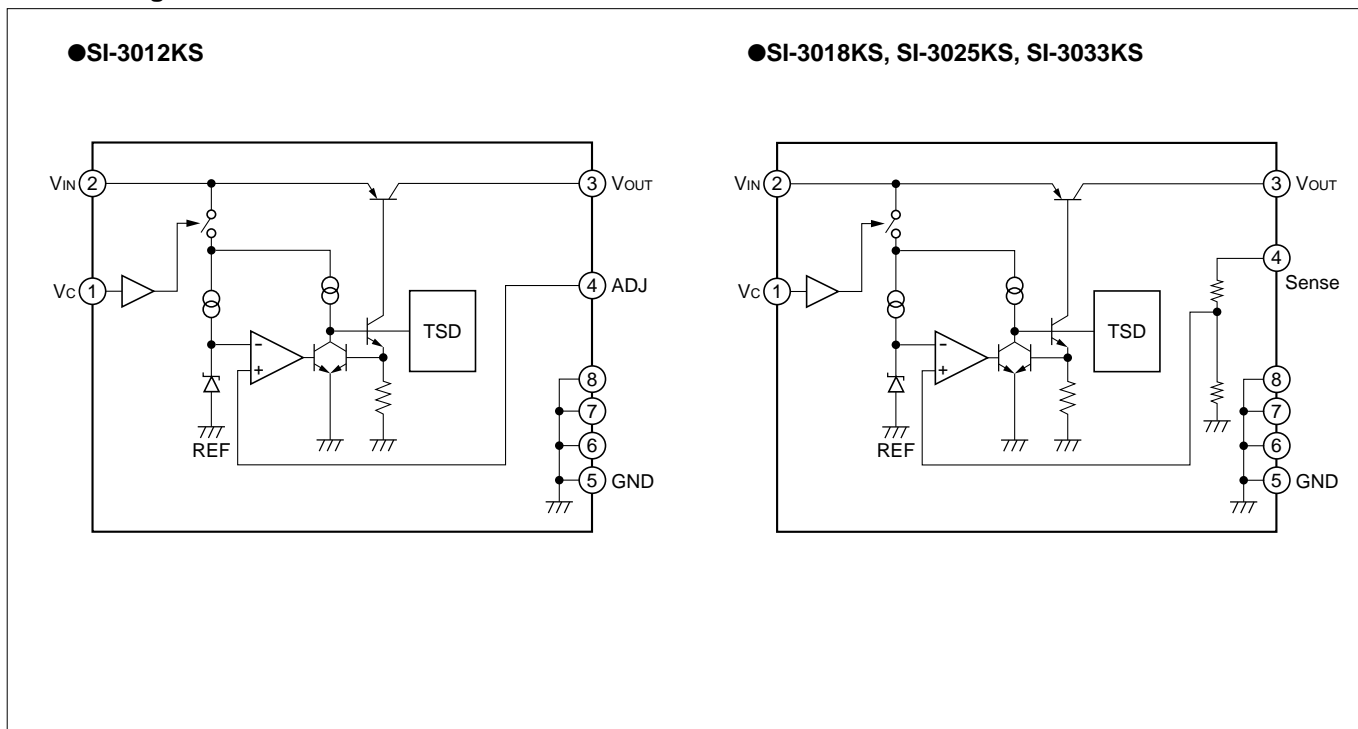 ●SI-3012KS
VIN 2
3 VOUT
VC 1
4 ADJ
TSD
-
+
REF
8
7
6
5 GND
●SI-3018KS, SI-3025KS, SI-3033KS
VIN 2
3 VOUT
VC 1
4
Sense
TSD
-
+
REF
8
7
6
5 GND